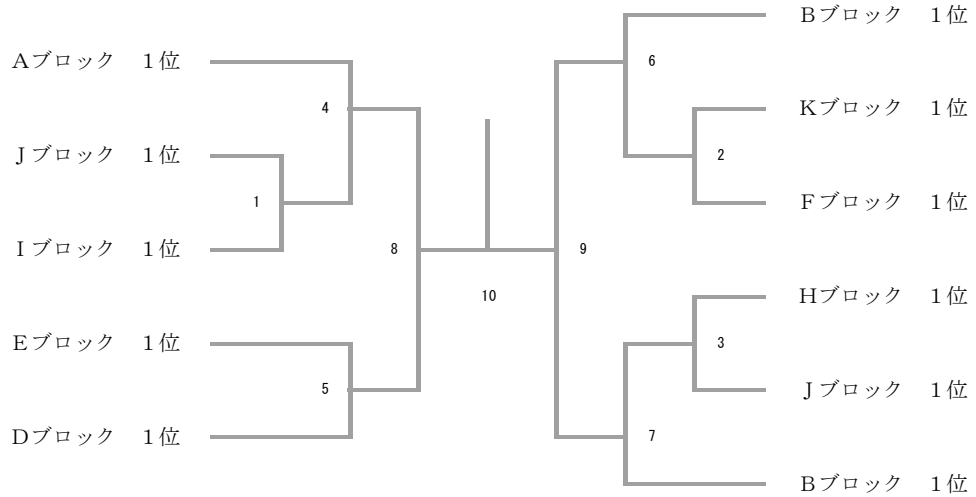 Aブロック　1位
4
Jブロック　1位
1
Iブロック　1位
8
Eブロック　1位
5
Dブロック　1位
10
Bブロック　1位
6
Kブロック　1位
2
Fブロック　1位
9
Hブロック　1位
3
Jブロック　1位
7
Bブロック　1位